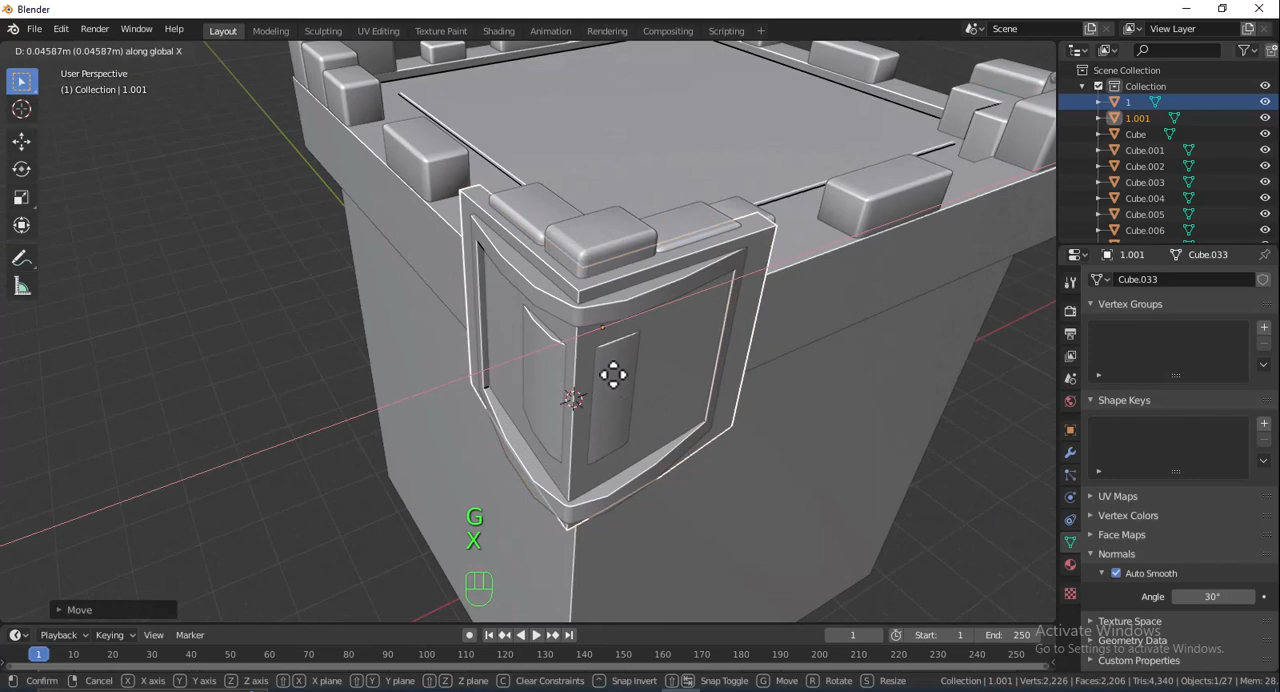 Blender
File Edit Render Window Help
Layout Modeling Sculpting UV Editing Texture Paint Shading Animation Rendering Compositing Scripting
Scene
View Layer
D: 0.04587m (0.04587m) along global X
User Perspective
(1) Collection | 1.001
Scene Collection
Collection
1
1.001
Cube
Cube.001
Cube.002
Cube.003
Cube.004
Cube.005
Cube.006
1.001
Cube.033
Cube.033
Vertex Groups
Shape Keys
UV Maps
Vertex Colors
Face Maps
Normals
Auto Smooth
Angle 30°
Texture Space
Geometry Data
Custom Properties
G
X
Move
Activate Windows
Go to Settings to activate Windows.
Playback Keying View Marker
1
Start: 1
End: 250
1 10 20 30 40 50 60 70 80 90 100 110 120 130 140 150 160 170 180 190 200 210 220 230 240 250
Confirm Cancel X X axis Y Y axis Z Z axis X X plane Y Y plane Z Z plane C Clear Constraints Snap Invert Snap Toggle G Move R Rotate S Resize
Collection | 1.001 | Verts:2,226 | Faces:2,206 | Tris:4,340 | Objects:1/27 | Mem: 28.